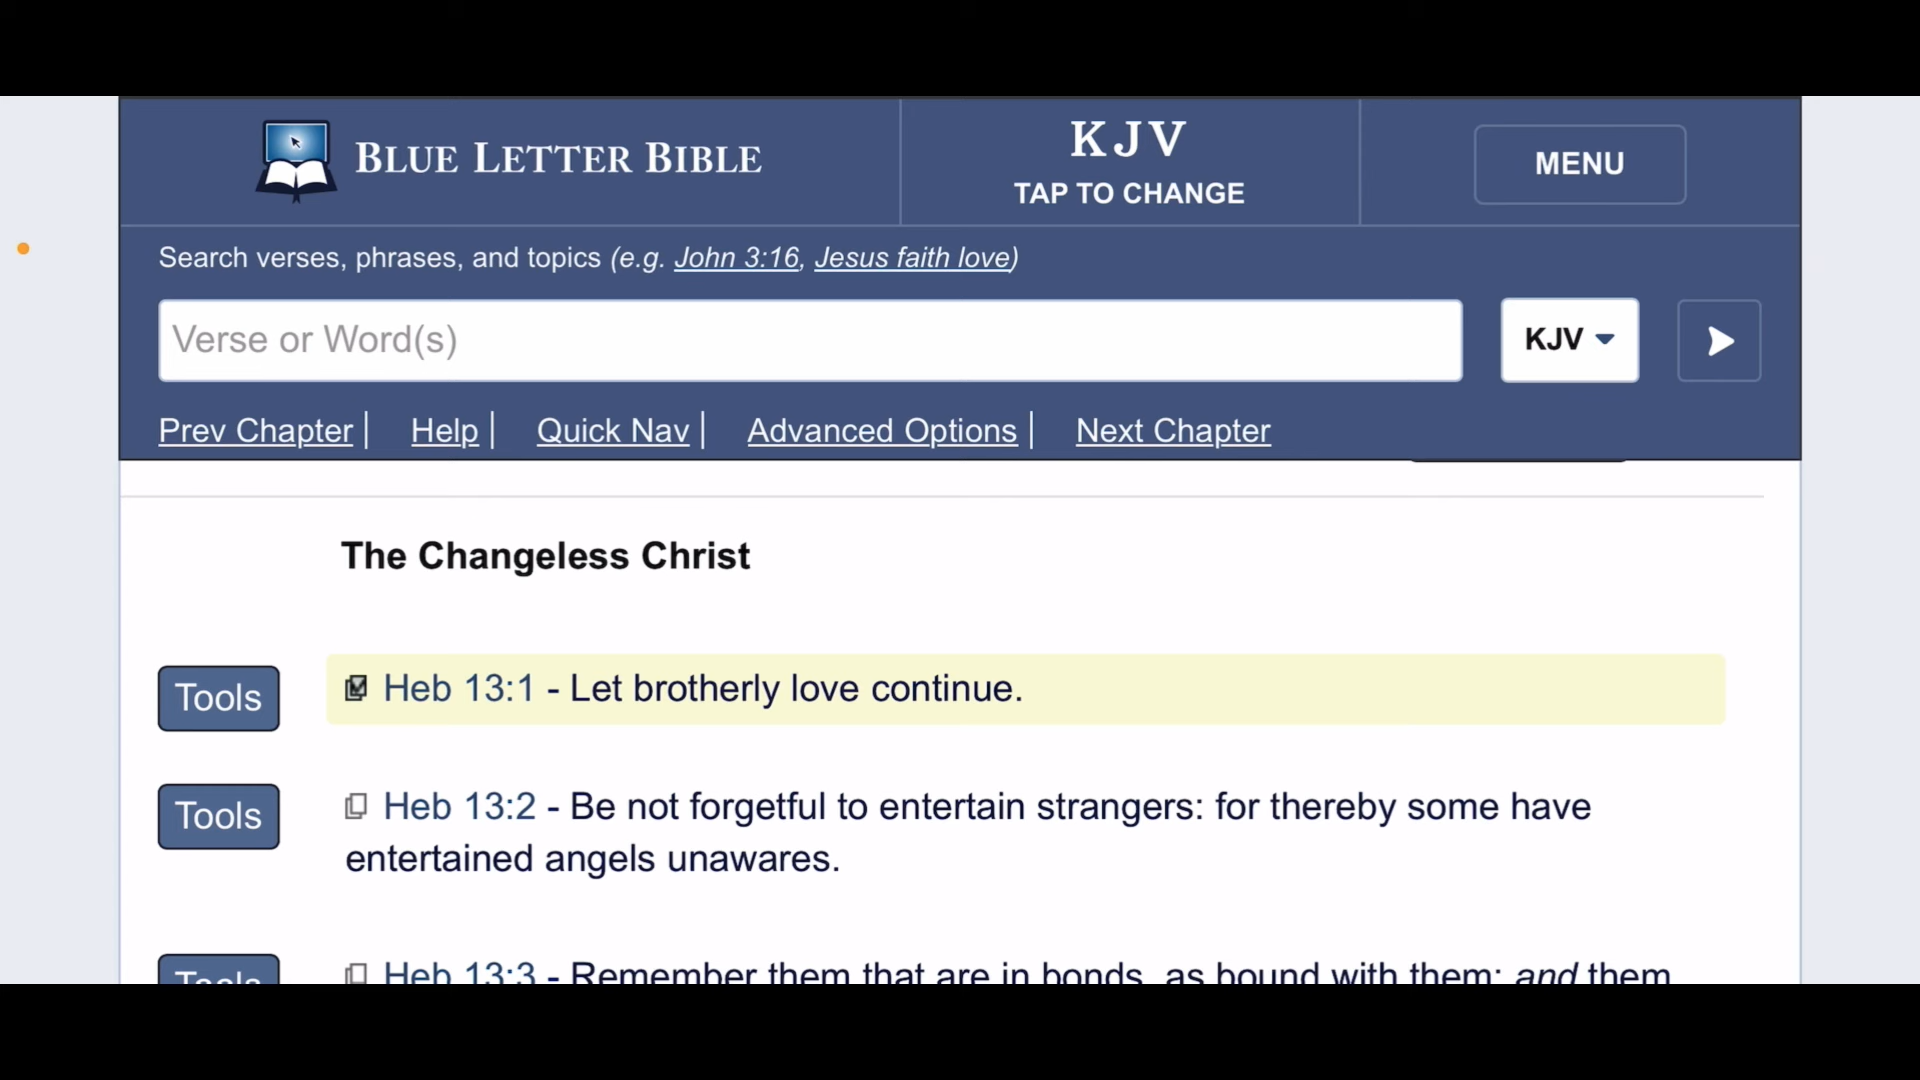 BLUE LETTER BIBLE
KJV
TAP TO CHANGE
MENU
Search verses, phrases, and topics (e.g. John 3:16, Jesus faith love)
Verse or Word(s)
KJV
Prev Chapter | Help | Quick Nav | Advanced Options | Next Chapter
The Changeless Christ
Tools
Heb 13:1 - Let brotherly love continue.
Tools
Heb 13:2 - Be not forgetful to entertain strangers: for thereby some have
entertained angels unawares.
Tools
Heb 13:3 - Remember them that are in bonds, as bound with them; and them